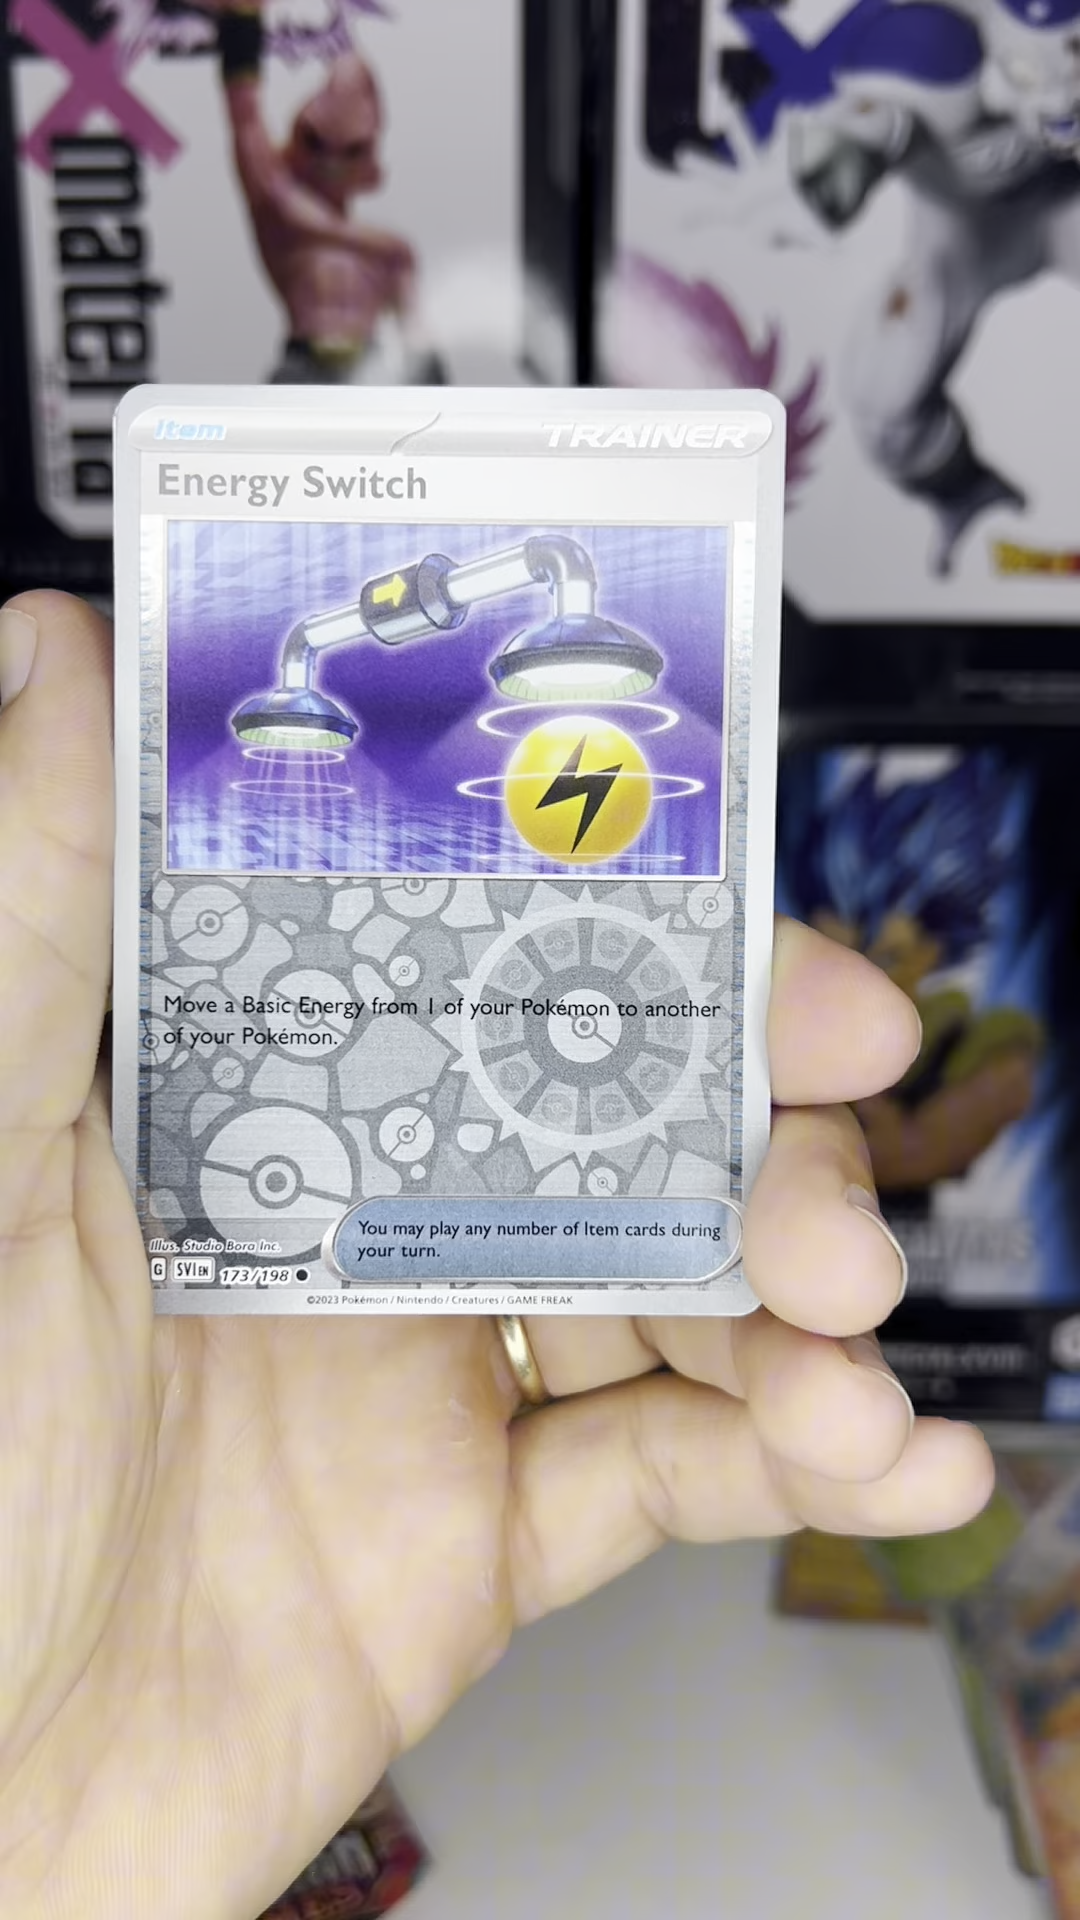 materia
Item
TRAINER
Energy Switch
Move a Basic Energy from 1 of your Pokémon to another
of your Pokémon.
You may play any number of Item cards during
your turn.
Illus. Studio Bora Inc.
G SVI EN 173/198
©2023 Pokémon / Nintendo / Creatures / GAME FREAK